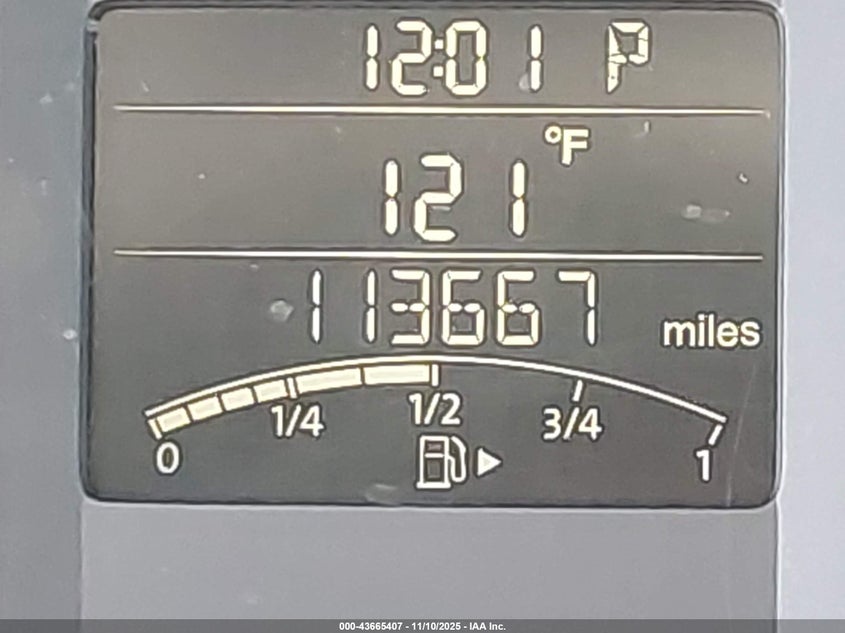 12:01 P
°F
121
113667 miles
1/4 1/2 3/4
0 1
000-43665407 - 11/10/2025 - IAA Inc.